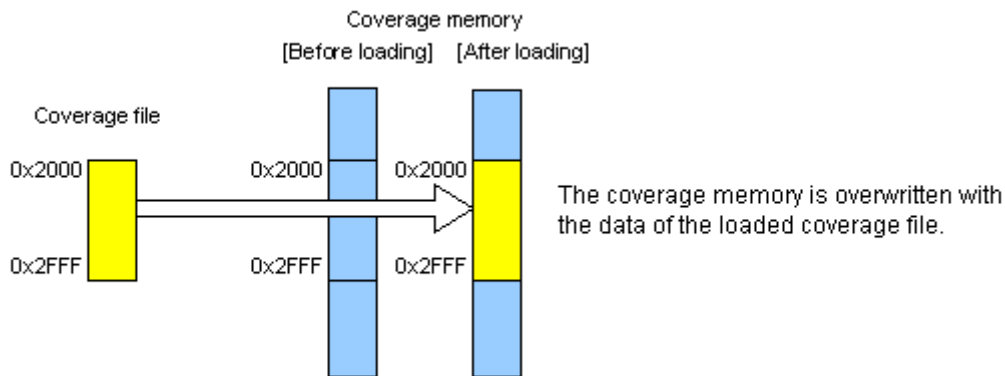 Coverage memory
[Before loading] [After loading]
Coverage file
0x2000 0x2000 0x2000
The coverage memory is overwritten with
the data of the loaded coverage file.
0x2FFF 0x2FFF 0x2FFF